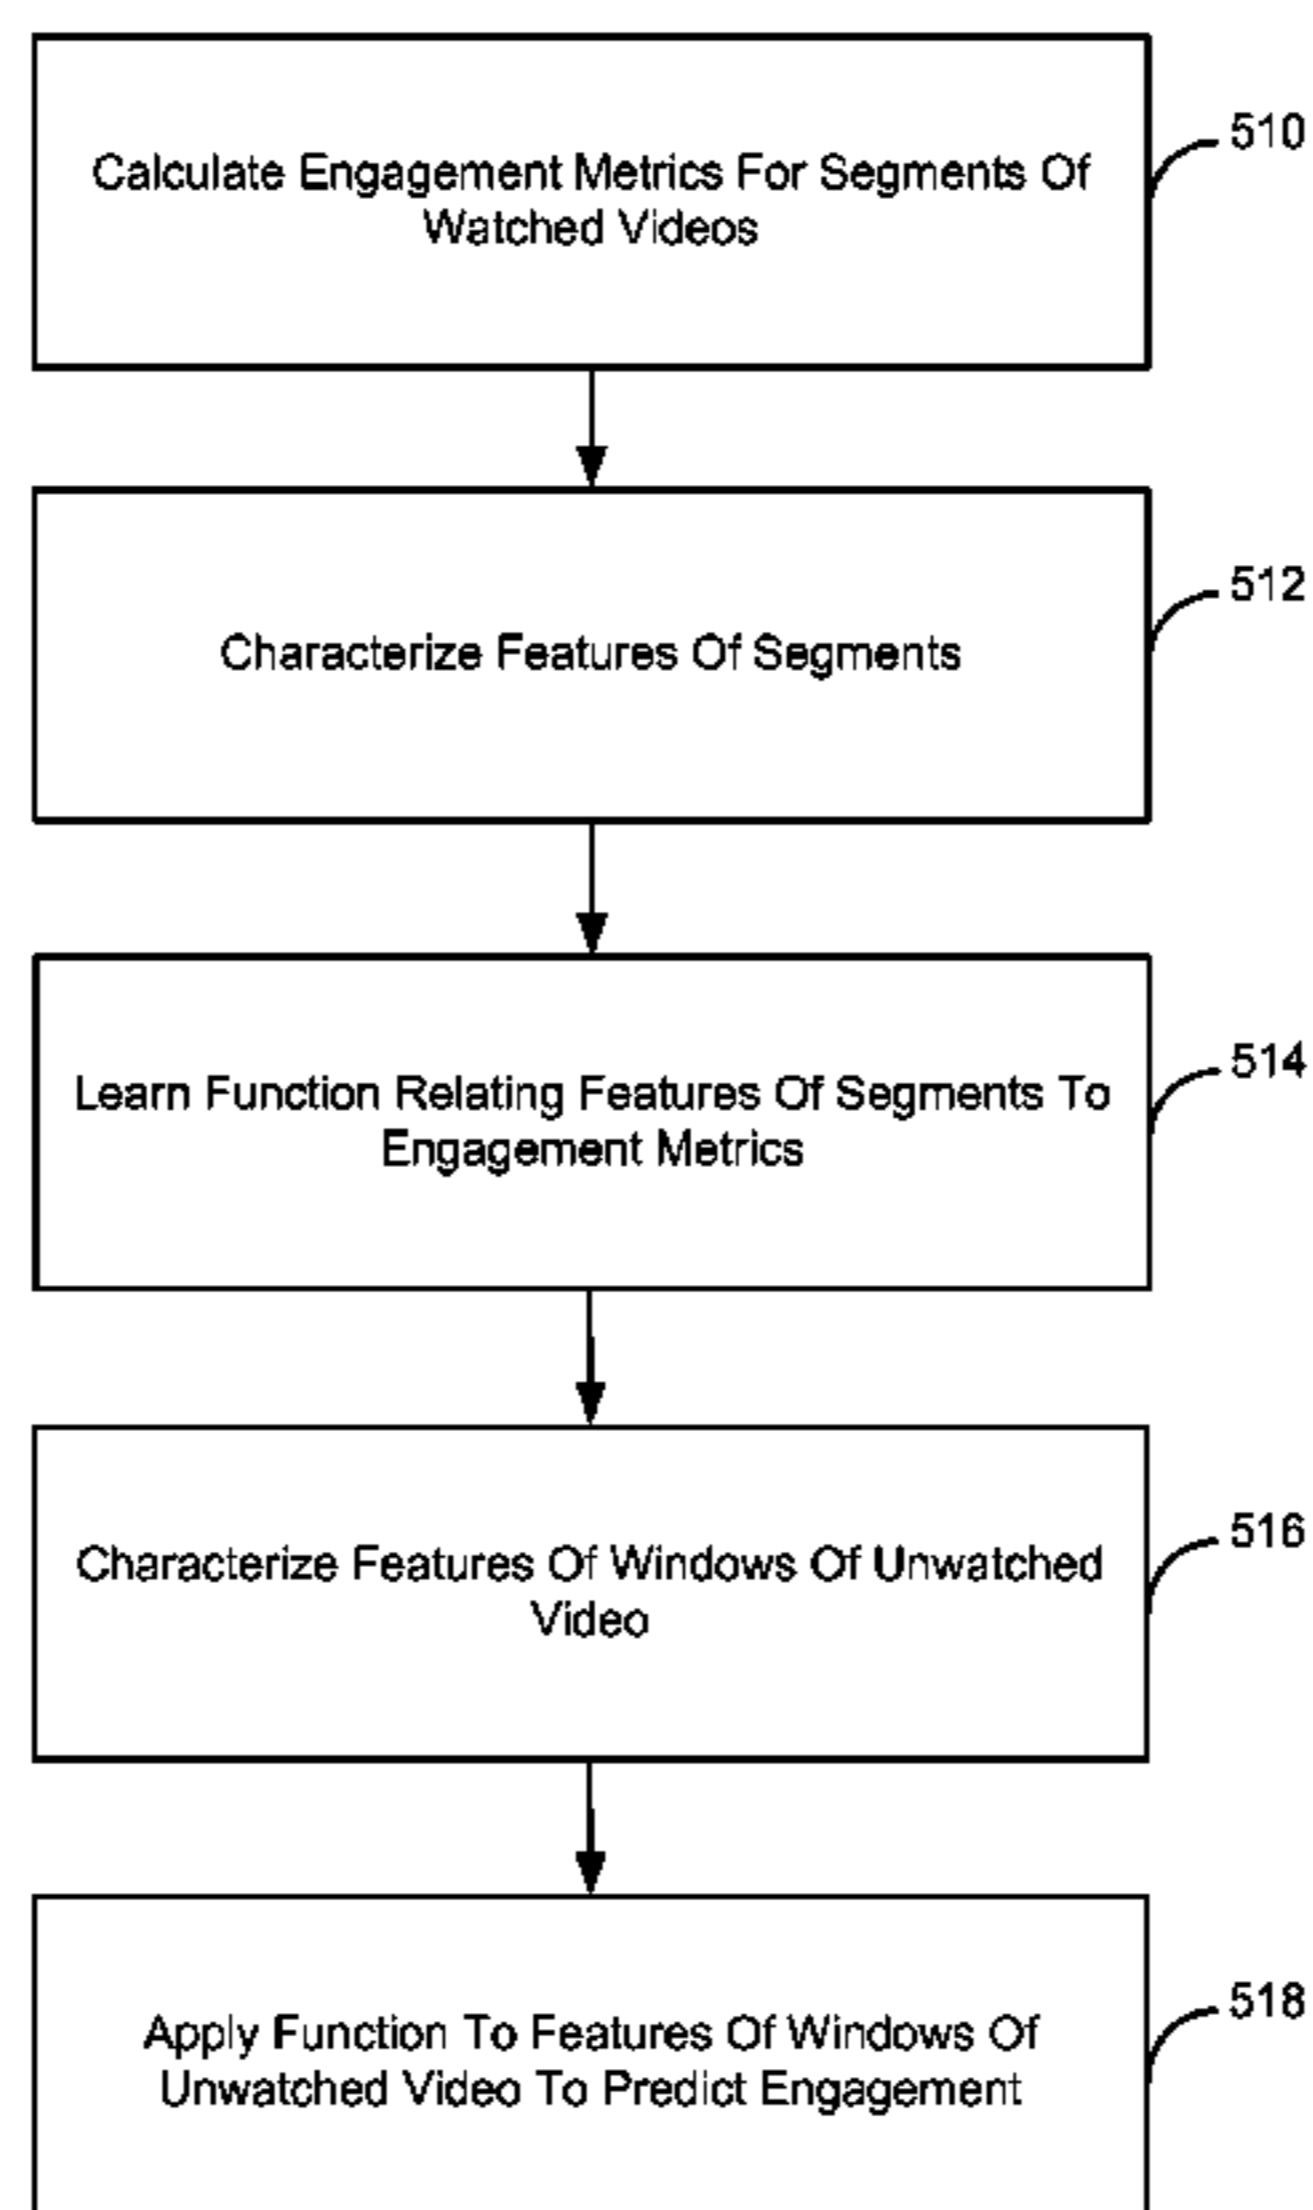 Calculate Engagement Metrics For Segments Of
Watched Videos
510
Characterize Features Of Segments
512
Learn Function Relating Features Of Segments To
Engagement Metrics
514
Characterize Features Of Windows Of Unwatched
Video
516
Apply Function To Features Of Windows Of
Unwatched Video To Predict Engagement
518